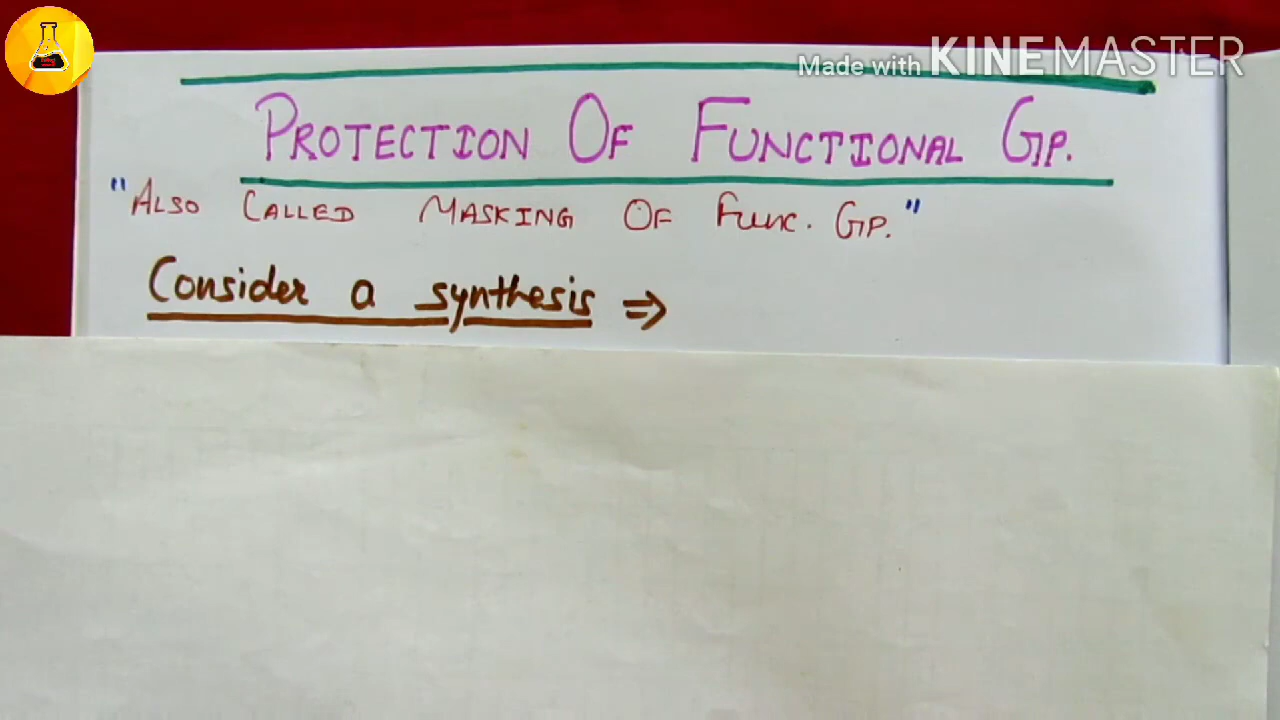 Made with KINEMASTER
PROTECTION OF FUNCTIONAL GP.
"ALSO CALLED MASKING OF FUNC. GP."
Consider a synthesis ⇒